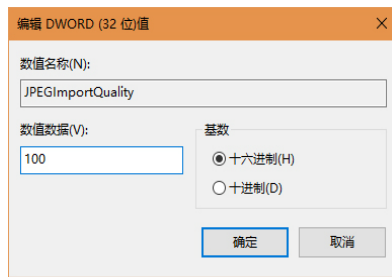 编辑 DWORD (32 位)值
数值名称(N):
JPEGImportQuality
数值数据(V):
100
基数
十六进制(H)
十进制(D)
确定
取消